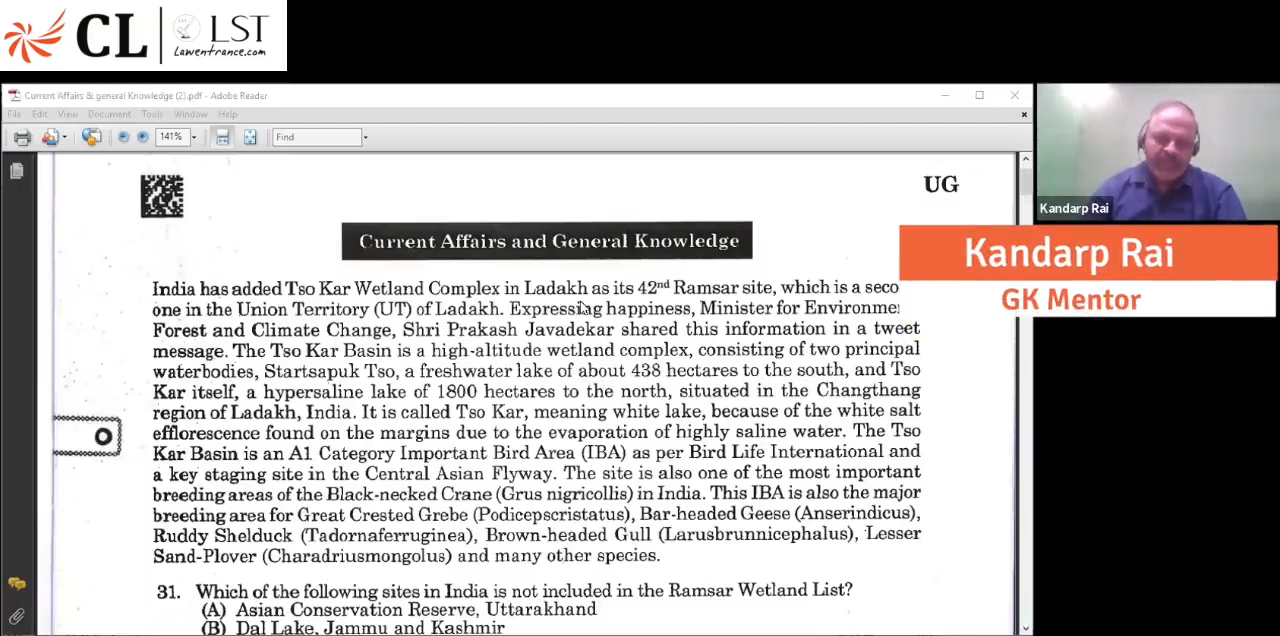 CL
LST
Lawentrance.com
Current Affairs & general Knowledge (2).pdf - Adobe Reader
File Edit View Document Tools Window Help
141%
Find
UG
Current Affairs and General Knowledge
India has added Tso Kar Wetland Complex in Ladakh as its 42nd Ramsar site, which is a seco
one in the Union Territory (UT) of Ladakh. Expressing happiness, Minister for Environme
Forest and Climate Change, Shri Prakash Javadekar shared this information in a tweet
message. The Tso Kar Basin is a high-altitude wetland complex, consisting of two principal
waterbodies, Startsapuk Tso, a freshwater lake of about 438 hectares to the south, and Tso
Kar itself, a hypersaline lake of 1800 hectares to the north, situated in the Changthang
region of Ladakh, India. It is called Tso Kar, meaning white lake, because of the white salt
efflorescence found on the margins due to the evaporation of highly saline water. The Tso
Kar Basin is an A1 Category Important Bird Area (IBA) as per Bird Life International and
a key staging site in the Central Asian Flyway. The site is also one of the most important
breeding areas of the Black-necked Crane (Grus nigricollis) in India. This IBA is also the major
breeding area for Great Crested Grebe (Podicepscristatus), Bar-headed Geese (Anserindicus),
Ruddy Shelduck (Tadornaferruginea), Brown-headed Gull (Larusbrunnicephalus), Lesser
Sand-Plover (Charadriusmongolus) and many other species.
31. Which of the following sites in India is not included in the Ramsar Wetland List?
(A) Asian Conservation Reserve, Uttarakhand
(B) Dal Lake, Jammu and Kashmir
Kandarp Rai
Kandarp Rai
GK Mentor